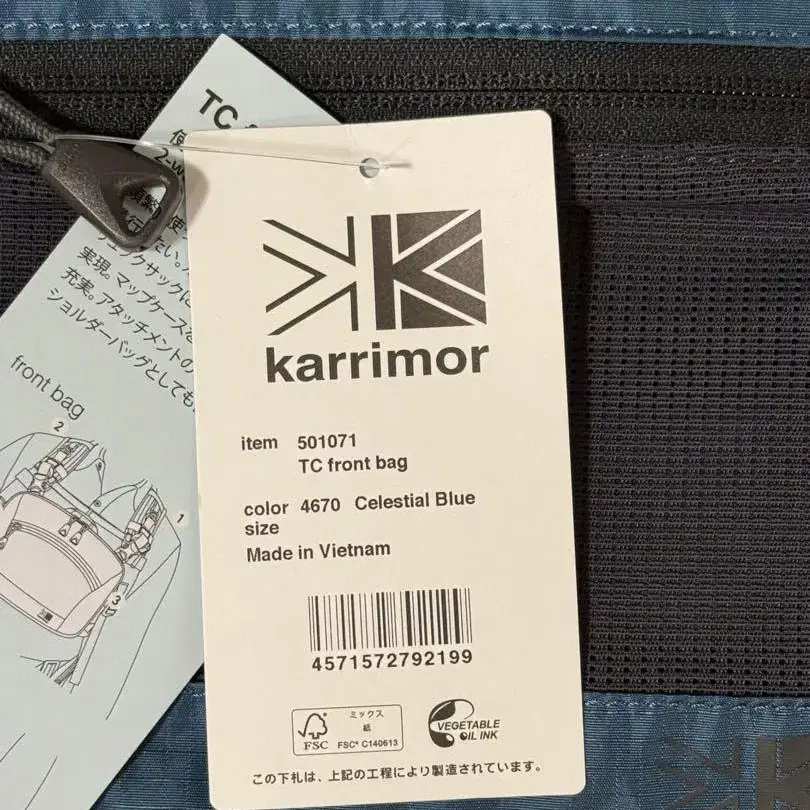 karrimor
item 501071
TC front bag
color 4670 Celestial Blue
size
Made in Vietnam
4571572792199
FSC
ミックス
紙
FSC® C140613
VEGETABLE
OIL INK
この下札は、上記の工程により製造されています。
TC
実現。マップケースを
充実。アタッチメントの
ショルダーバッグとしても
front bag
2
1
3